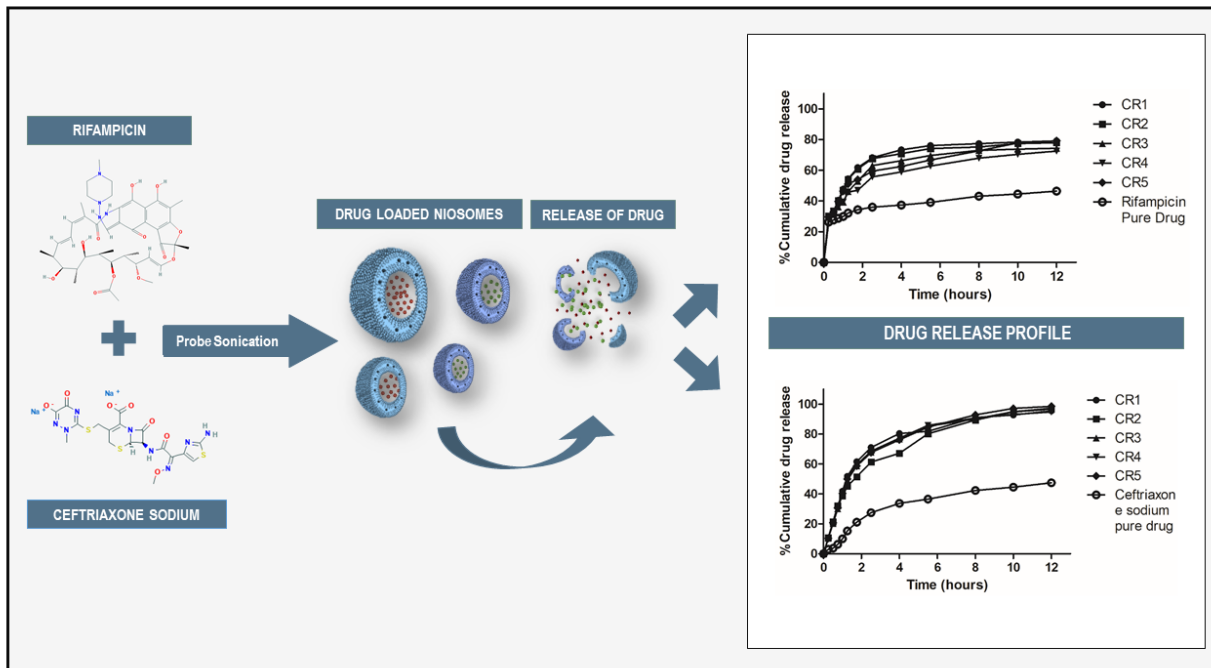 RIFAMPICIN
Probe Sonication
CEFTRIAXONE SODIUM
DRUG LOADED NIOSOMES
RELEASE OF DRUG
%Cumulative drug release
100
80
60
40
20
0
0 2 4 6 8 10 12
Time (hours)
CR1
CR2
CR3
CR4
CR5
Rifampicin
Pure Drug
DRUG RELEASE PROFILE
%Cumulative drug release
100
80
60
40
20
0
0 2 4 6 8 10 12
Time (hours)
CR1
CR2
CR3
CR4
CR5
Ceftriaxon
e sodium
pure drug